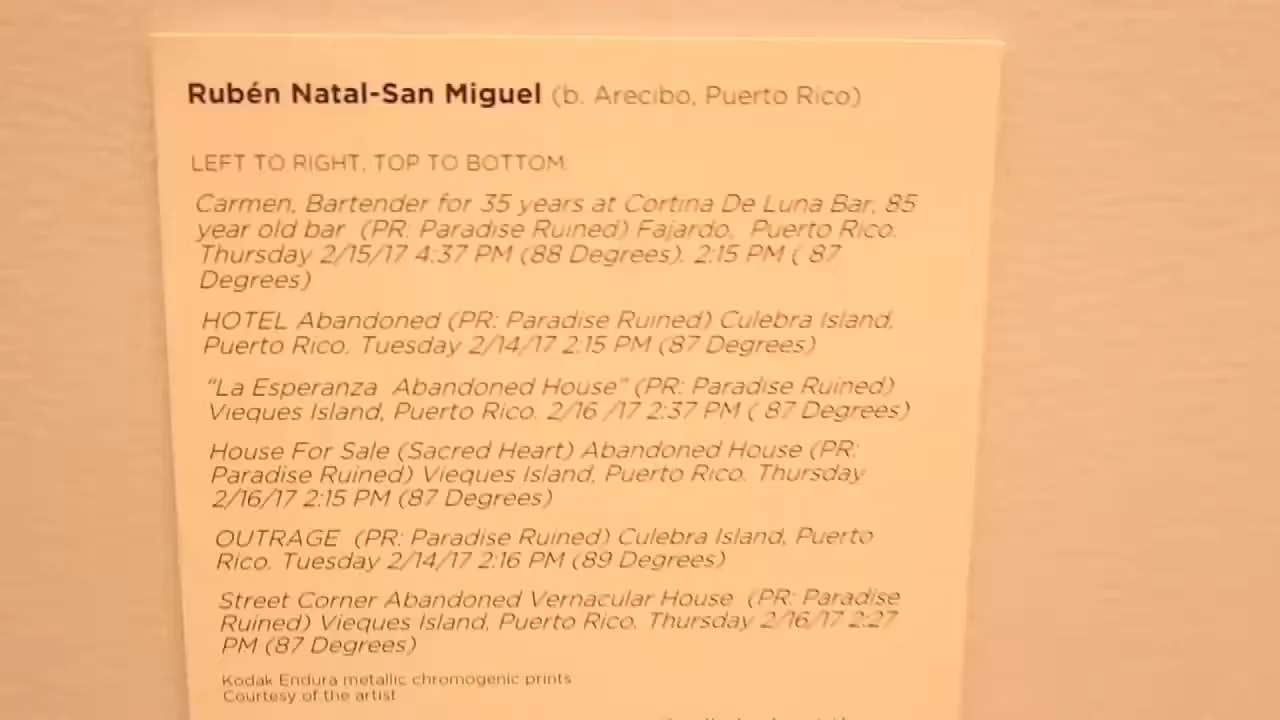 Rubén Natal-San Miguel (b. Arecibo, Puerto Rico)
LEFT TO RIGHT, TOP TO BOTTOM:
Carmen, Bartender for 35 years at Cortina De Luna Bar, 85
year old bar (PR: Paradise Ruined) Fajardo, Puerto Rico.
Thursday 2/15/17 4:37 PM (88 Degrees). 2:15 PM ( 87
Degrees)
HOTEL Abandoned (PR: Paradise Ruined) Culebra Island,
Puerto Rico. Tuesday 2/14/17 2:15 PM (87 Degrees)
"La Esperanza Abandoned House" (PR: Paradise Ruined)
Vieques Island, Puerto Rico. 2/16 /17 2:37 PM ( 87 Degrees)
House For Sale (Sacred Heart) Abandoned House (PR:
Paradise Ruined) Vieques Island, Puerto Rico. Thursday
2/16/17 2:15 PM (87 Degrees)
OUTRAGE (PR: Paradise Ruined) Culebra Island, Puerto
Rico. Tuesday 2/14/17 2:16 PM (89 Degrees)
Street Corner Abandoned Vernacular House (PR: Paradise
Ruined) Vieques Island, Puerto Rico. Thursday 2/16/17 2:27
PM (87 Degrees)
Kodak Endura metallic chromogenic prints
Courtesy of the artist